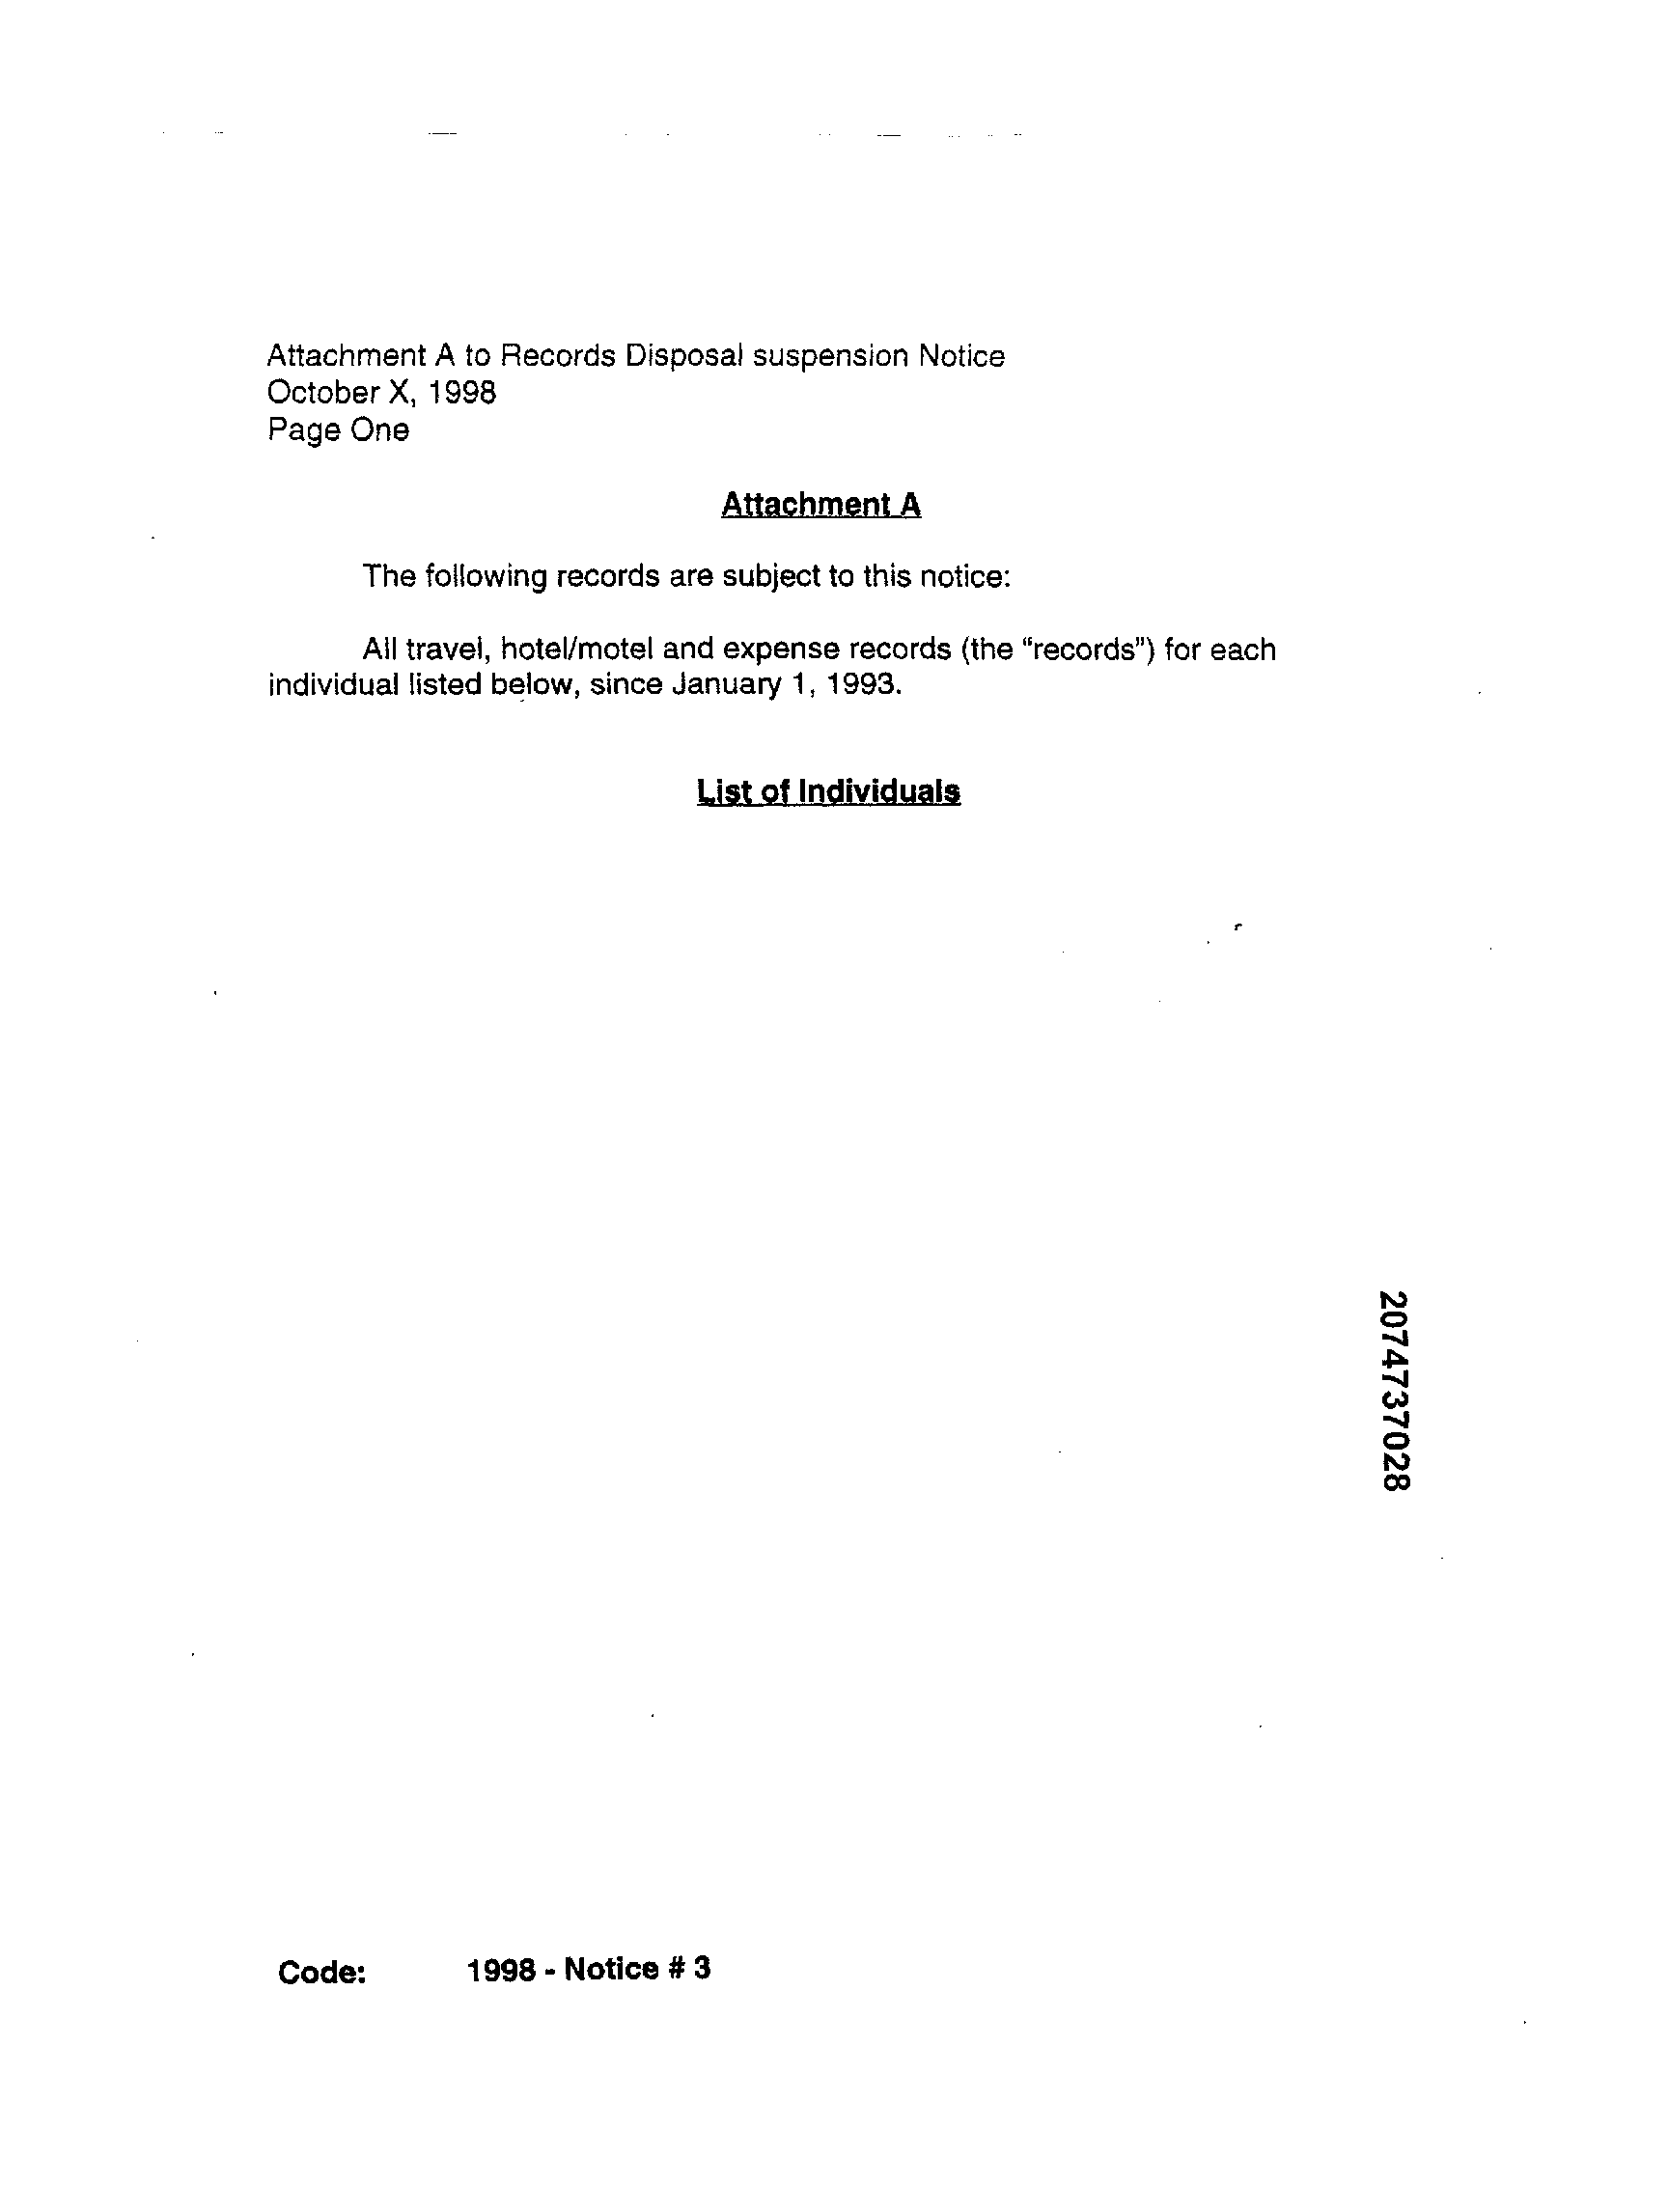 Attachment A to Records Disposal suspension Notice
October X, 1998
Page One
Attachment A
The following records are subject to this notice:
All travel, hotel/motel and expense records (the “records”) for each
individual listed below, since January 1, 1993.
List of Individuals
2074737028
Code: 1998 - Notice # 3